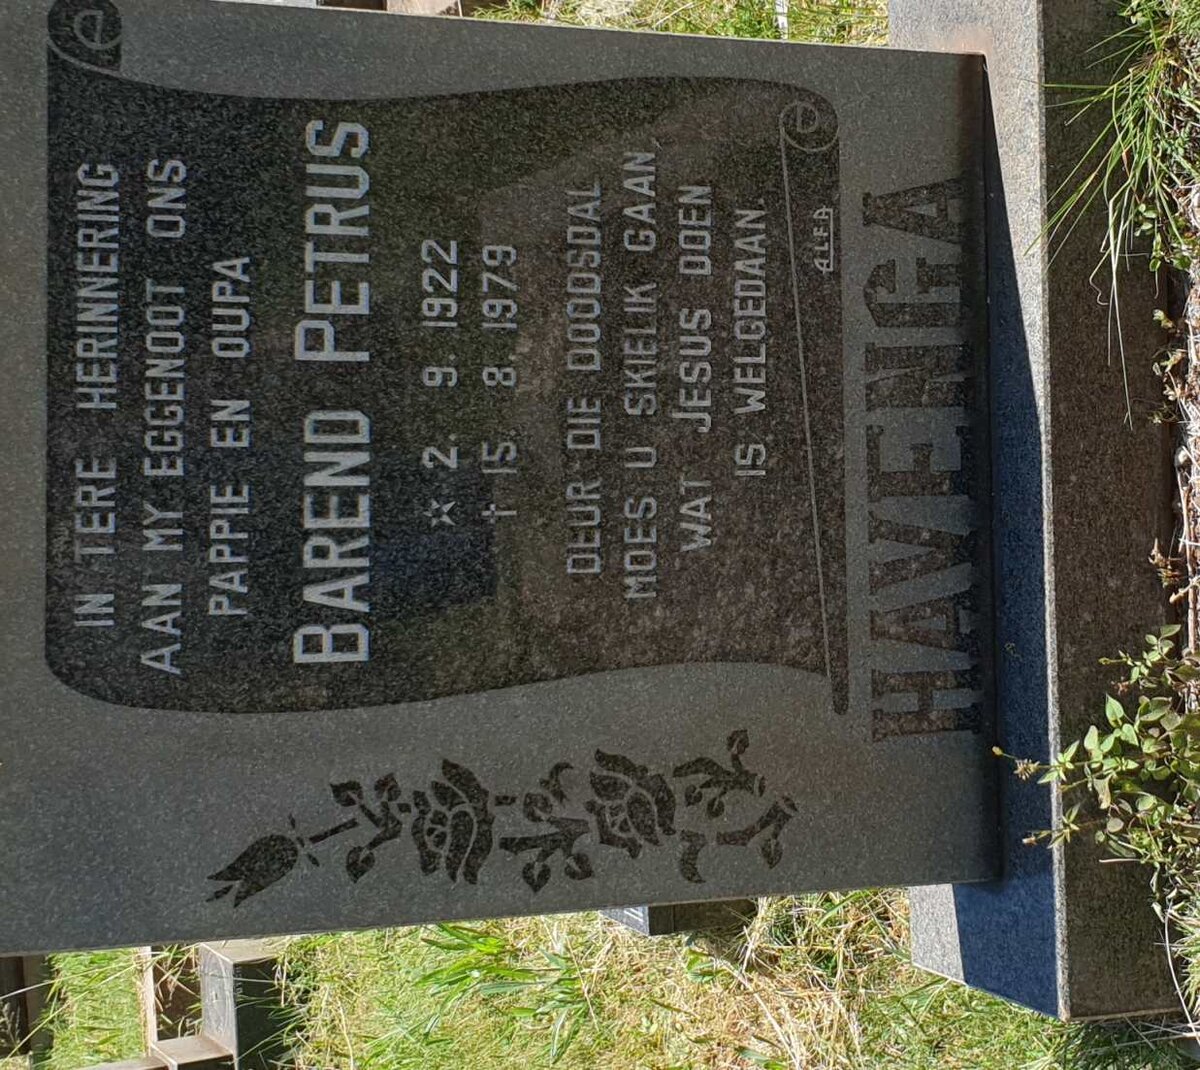 IN TERE HERINNERING
AAN MY EGGENOOT ONS
PAPPIE EN OUPA
BAREND PETRUS
☆ 2. 9. 1922
† 15. 8. 1979
DEUR DIE DOODSDAL
MOES U SKIELIK GAAN,
WAT JESUS DOEN
IS WELGEDAAN.
ALFA
HAVENGA